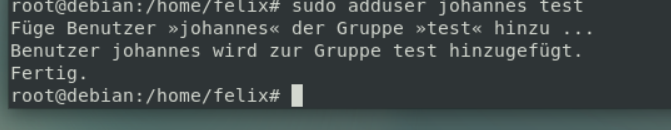 root@debian:/home/felix# sudo adduser johannes test
Füge Benutzer »johannes« der Gruppe »test« hinzu ...
Benutzer johannes wird zur Gruppe test hinzugefügt.
Fertig.
root@debian:/home/felix#